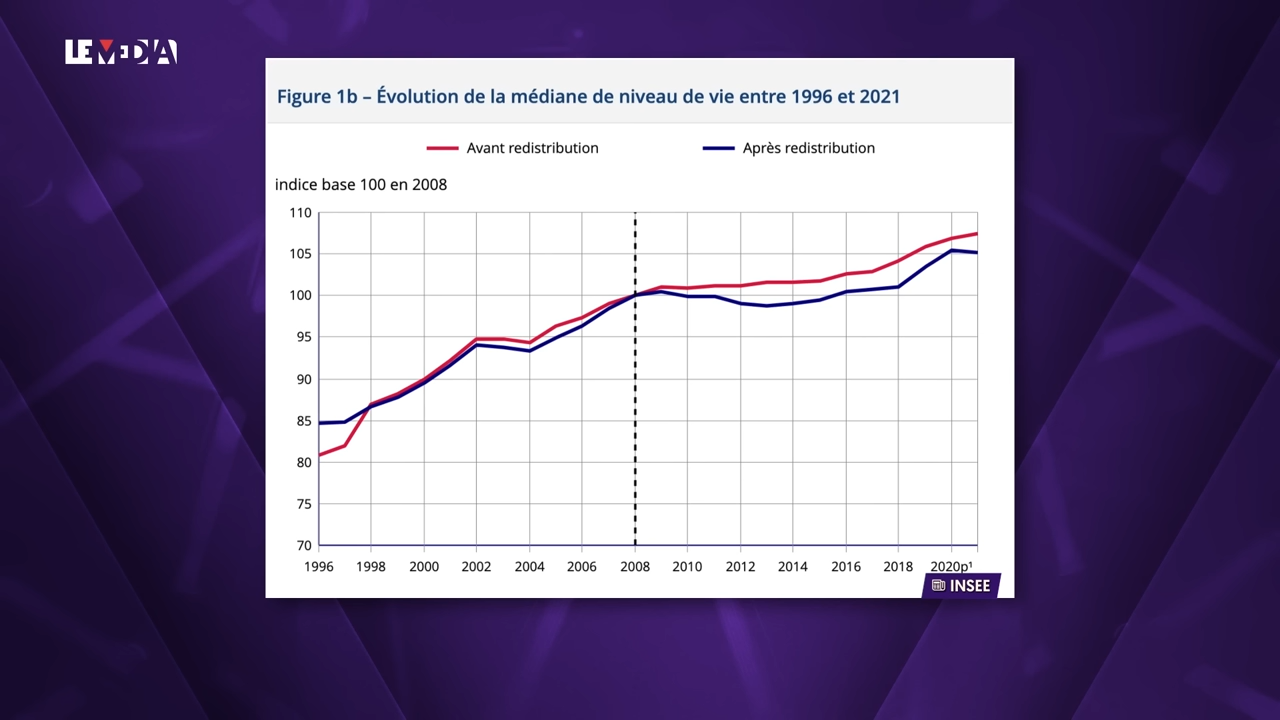 LE MEDIA
Figure 1b – Évolution de la médiane de niveau de vie entre 1996 et 2021
Avant redistribution
Après redistribution
indice base 100 en 2008
110
105
100
95
90
85
80
75
70
1996 1998 2000 2002 2004 2006 2008 2010 2012 2014 2016 2018 2020p¹
INSEE